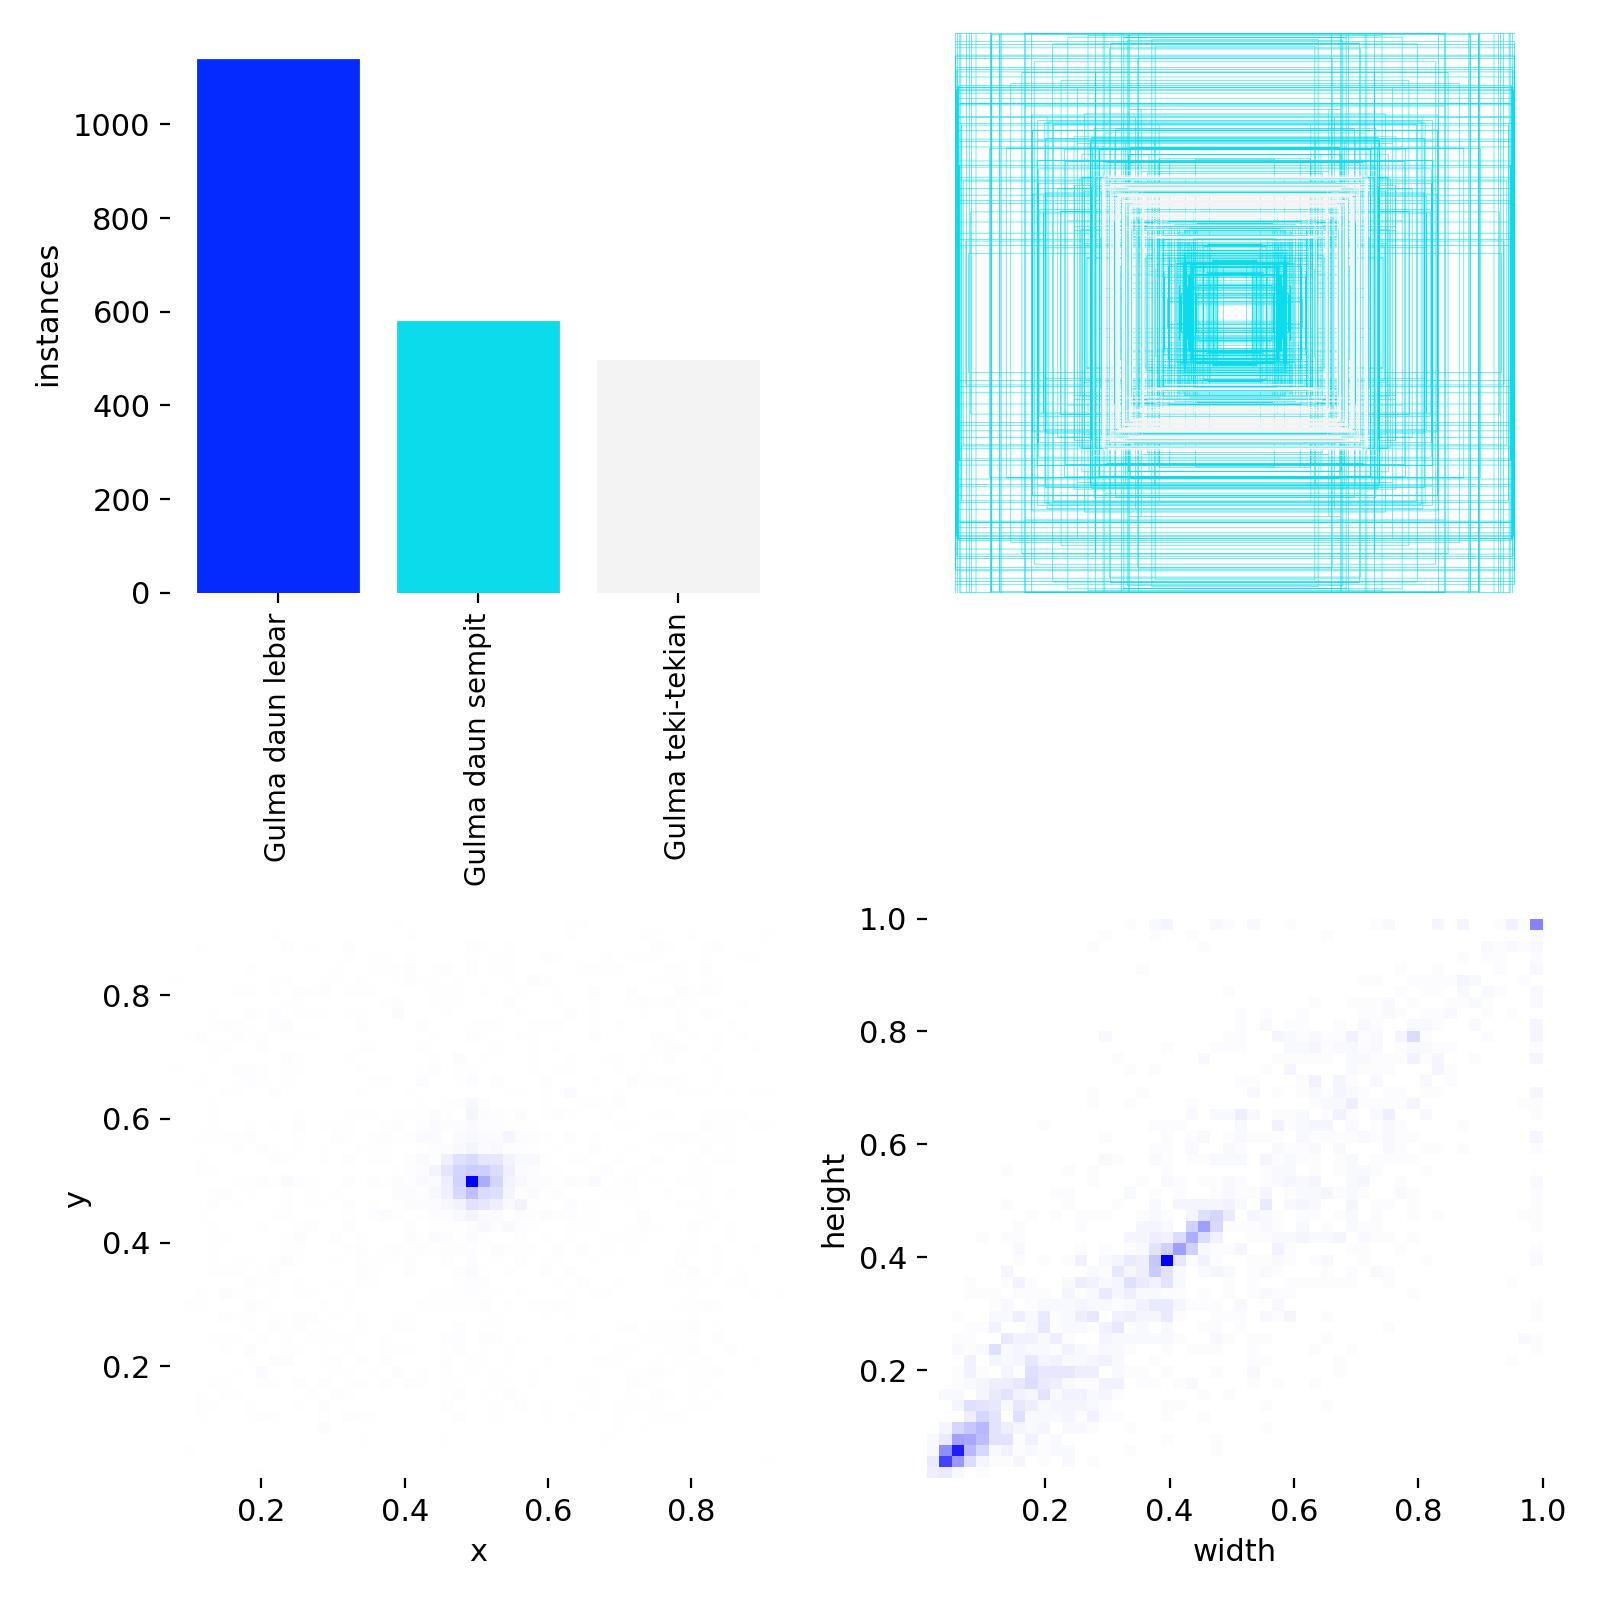 1000
800
600
400
200
0
instances
Gulma daun lebar
Gulma daun sempit
Gulma teki-tekian
0.8
0.6
0.4
0.2
y
0.2 0.4 0.6 0.8
x
1.0
0.8
0.6
0.4
0.2
height
0.2 0.4 0.6 0.8 1.0
width